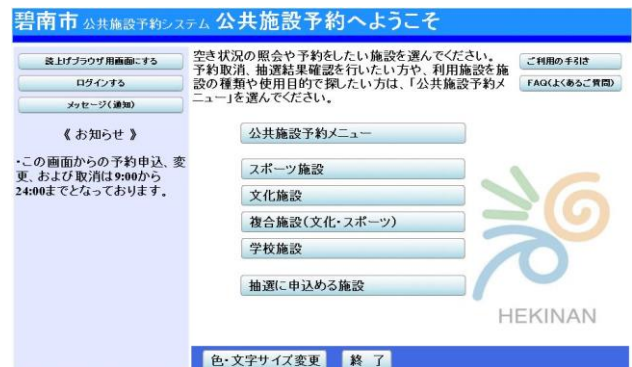 碧南市 公共施設予約システム 公共施設予約へようこそ
読上げブラウザ用画面にする
ログインする
メッセージ(通知)
《 お知らせ 》
・この画面からの予約申込、変
更、および取消は9:00から
24:00までとなっております。
空き状況の照会や予約をしたい施設を選んでください。
予約取消、抽選結果確認を行いたい方や、利用施設を施
設の種類や使用目的で探したい方は、「公共施設予約メ
ニュー」を選んでください。
ご利用の手引き
FAQ(よくあるご質問)
公共施設予約メニュー
スポーツ施設
文化施設
複合施設(文化・スポーツ)
学校施設
抽選に申込める施設
HEKINAN
色・文字サイズ変更
終 了